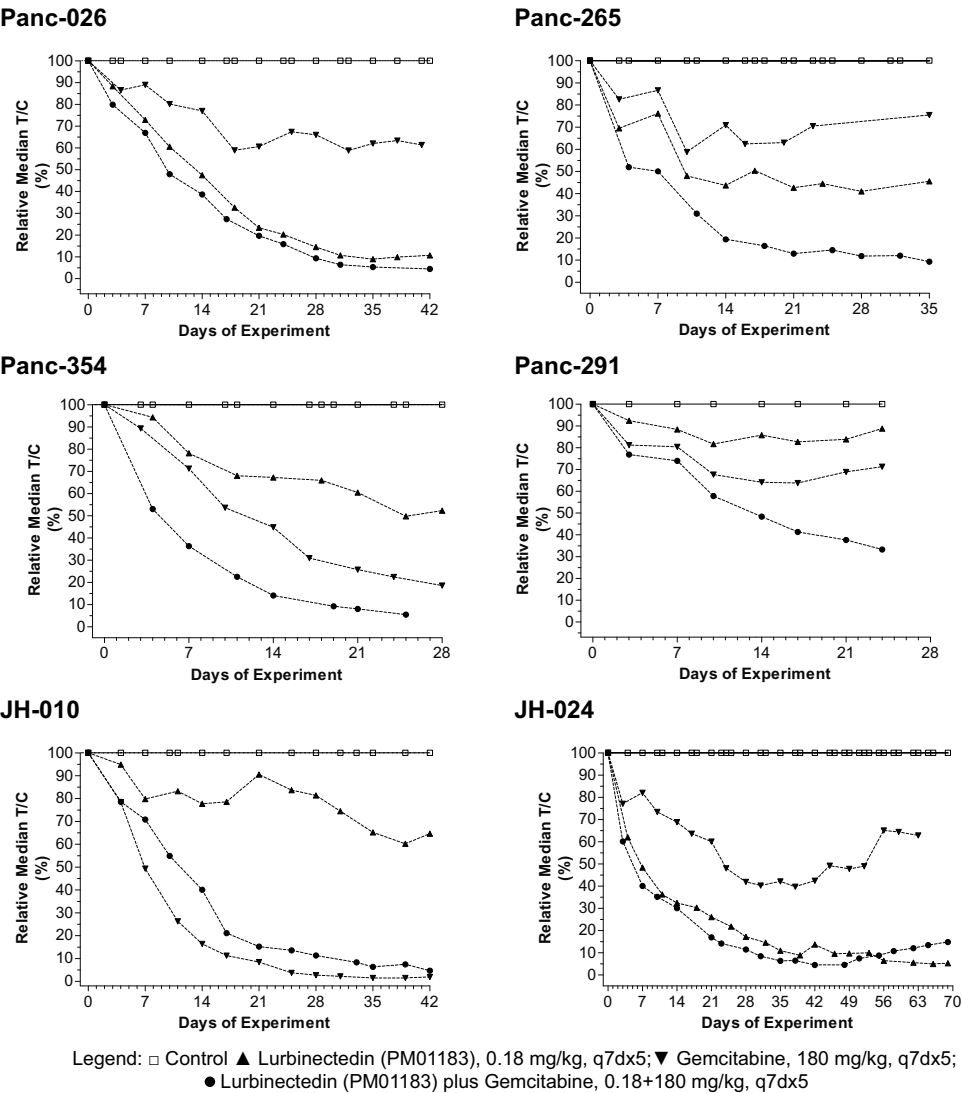 Panc-026
Panc-265
Relative Median T/C
(%)
100
90
80
70
60
50
40
30
20
10
0
0 7 14 21 28 35 42
Days of Experiment
Relative Median T/C
(%)
100
90
80
70
60
50
40
30
20
10
0
0 7 14 21 28 35
Days of Experiment
Panc-354
Panc-291
Relative Median T/C
(%)
100
90
80
70
60
50
40
30
20
10
0
0 7 14 21 28
Days of Experiment
Relative Median T/C
(%)
100
90
80
70
60
50
40
30
20
10
0
0 7 14 21 28
Days of Experiment
JH-010
JH-024
Relative Median T/C
(%)
100
90
80
70
60
50
40
30
20
10
0
0 7 14 21 28 35 42
Days of Experiment
Relative Median T/C
(%)
100
90
80
70
60
50
40
30
20
10
0
0 7 14 21 28 35 42 49 56 63 70
Days of Experiment
Legend: □ Control ▲ Lurbinectedin (PM01183), 0.18 mg/kg, q7dx5; ▼ Gemcitabine, 180 mg/kg, q7dx5;
● Lurbinectedin (PM01183) plus Gemcitabine, 0.18+180 mg/kg, q7dx5